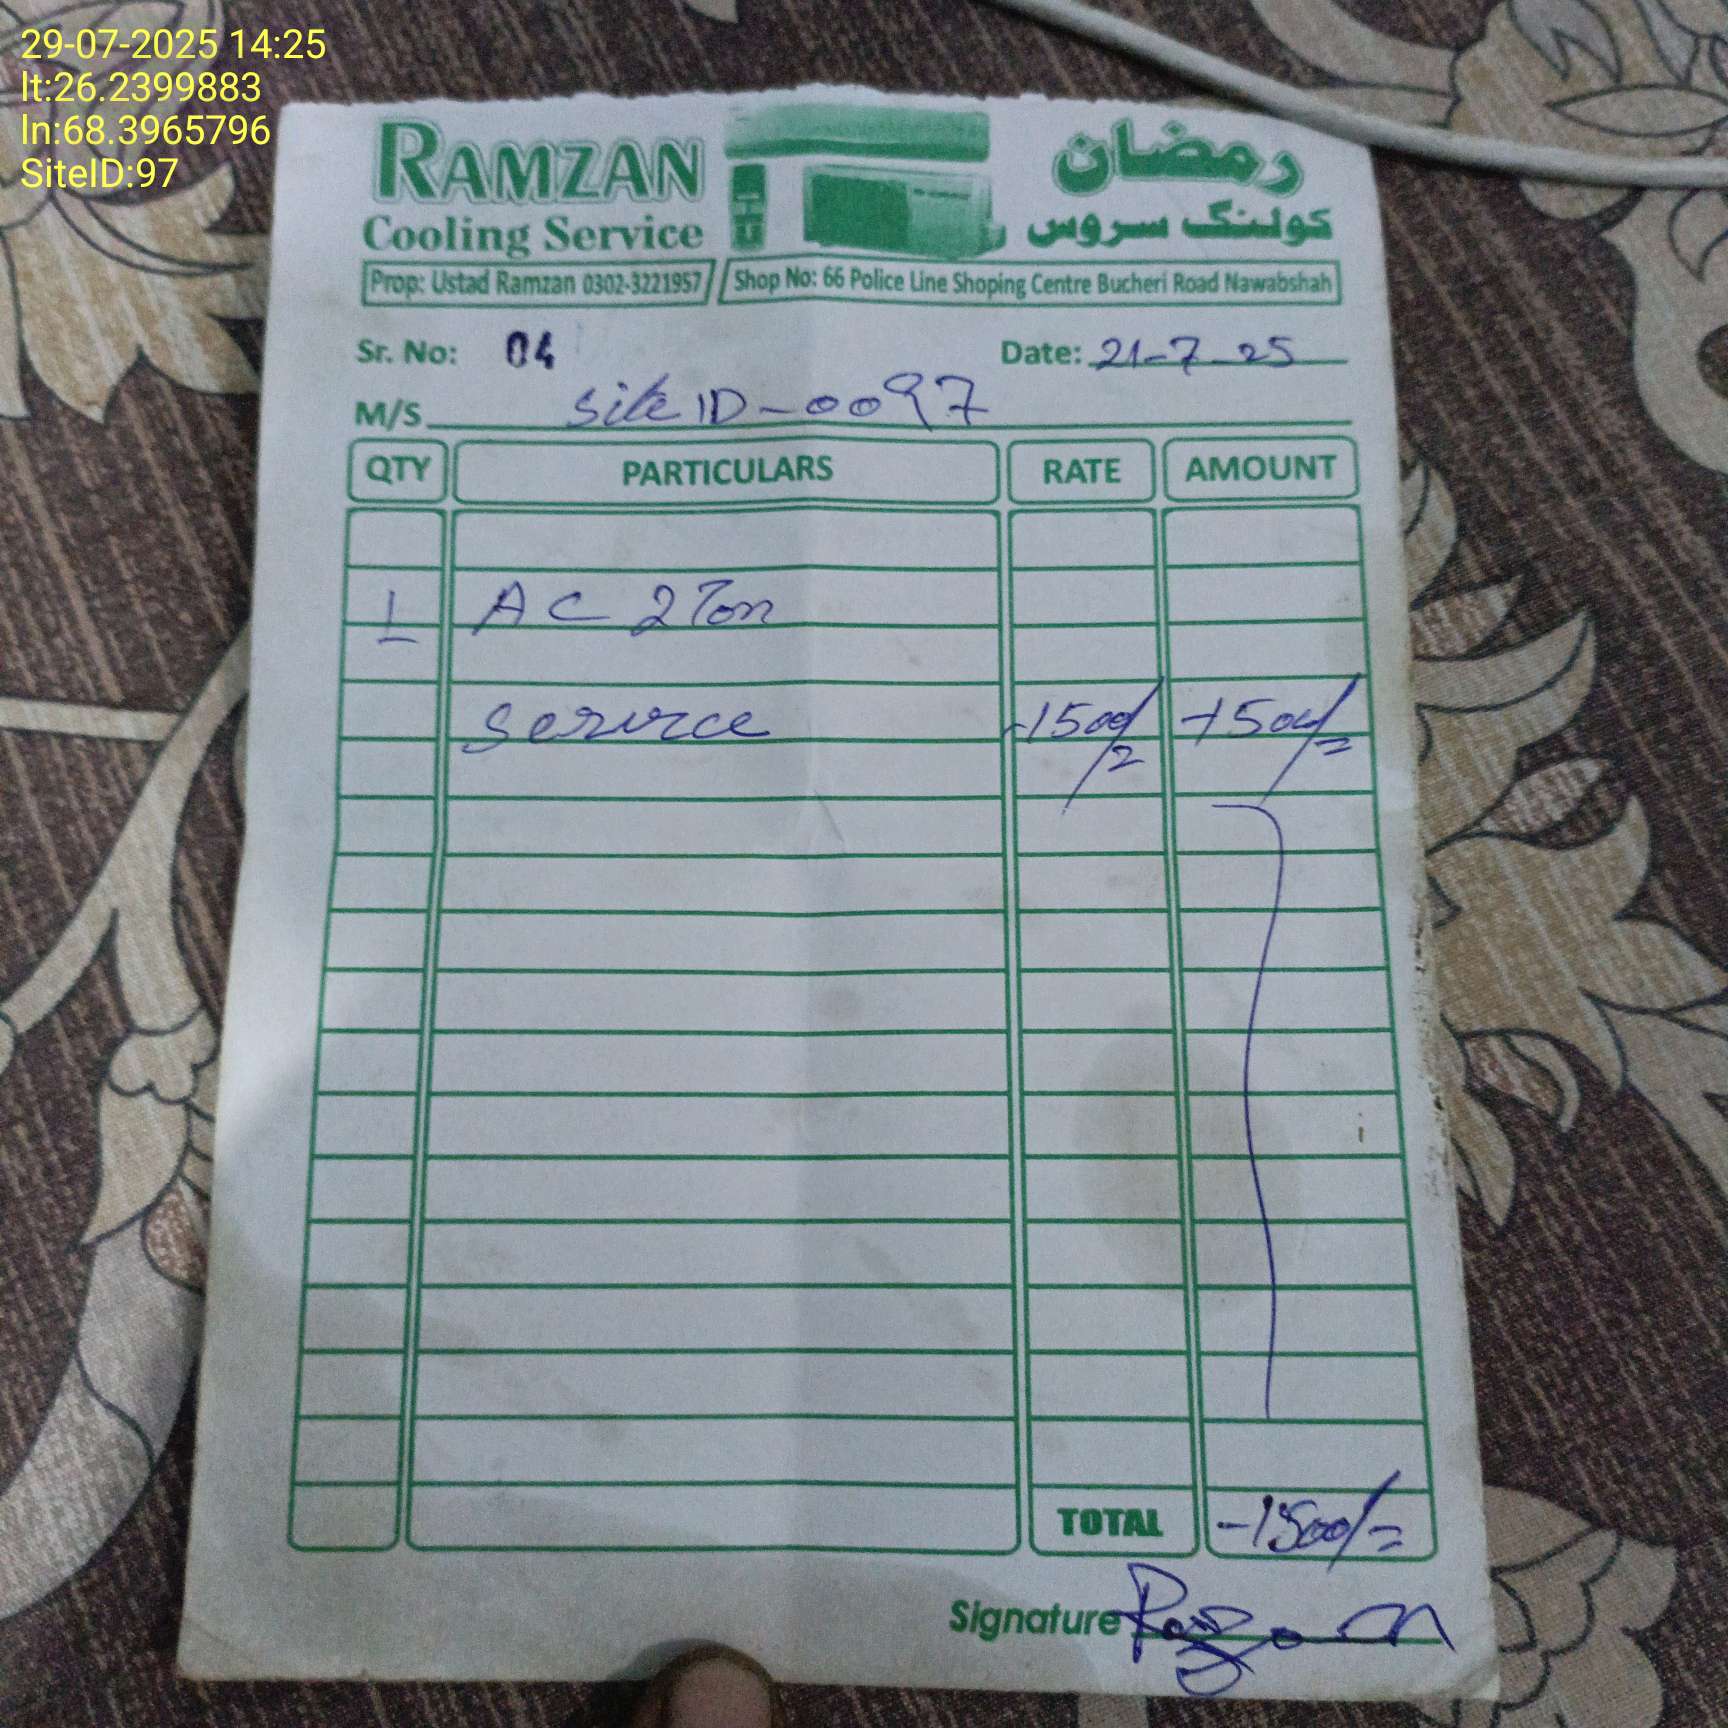 29-07-2025 14:25
lt:26.2399883
ln:68.3965796
SiteID:97
RAMZAN رمضان
Cooling Service کولنگ سروس
Prop: Ustad Ramzan 0302-3221957 Shop No: 66 Police Line Shoping Centre Bucheri Road Nawabshah
Sr. No: 04 Date: 21-7-25
M/S Site ID-0097
QTY PARTICULARS RATE AMOUNT
1 AC 2 Ton
Service 1500/= 1500/=
TOTAL 1500/=
Signature